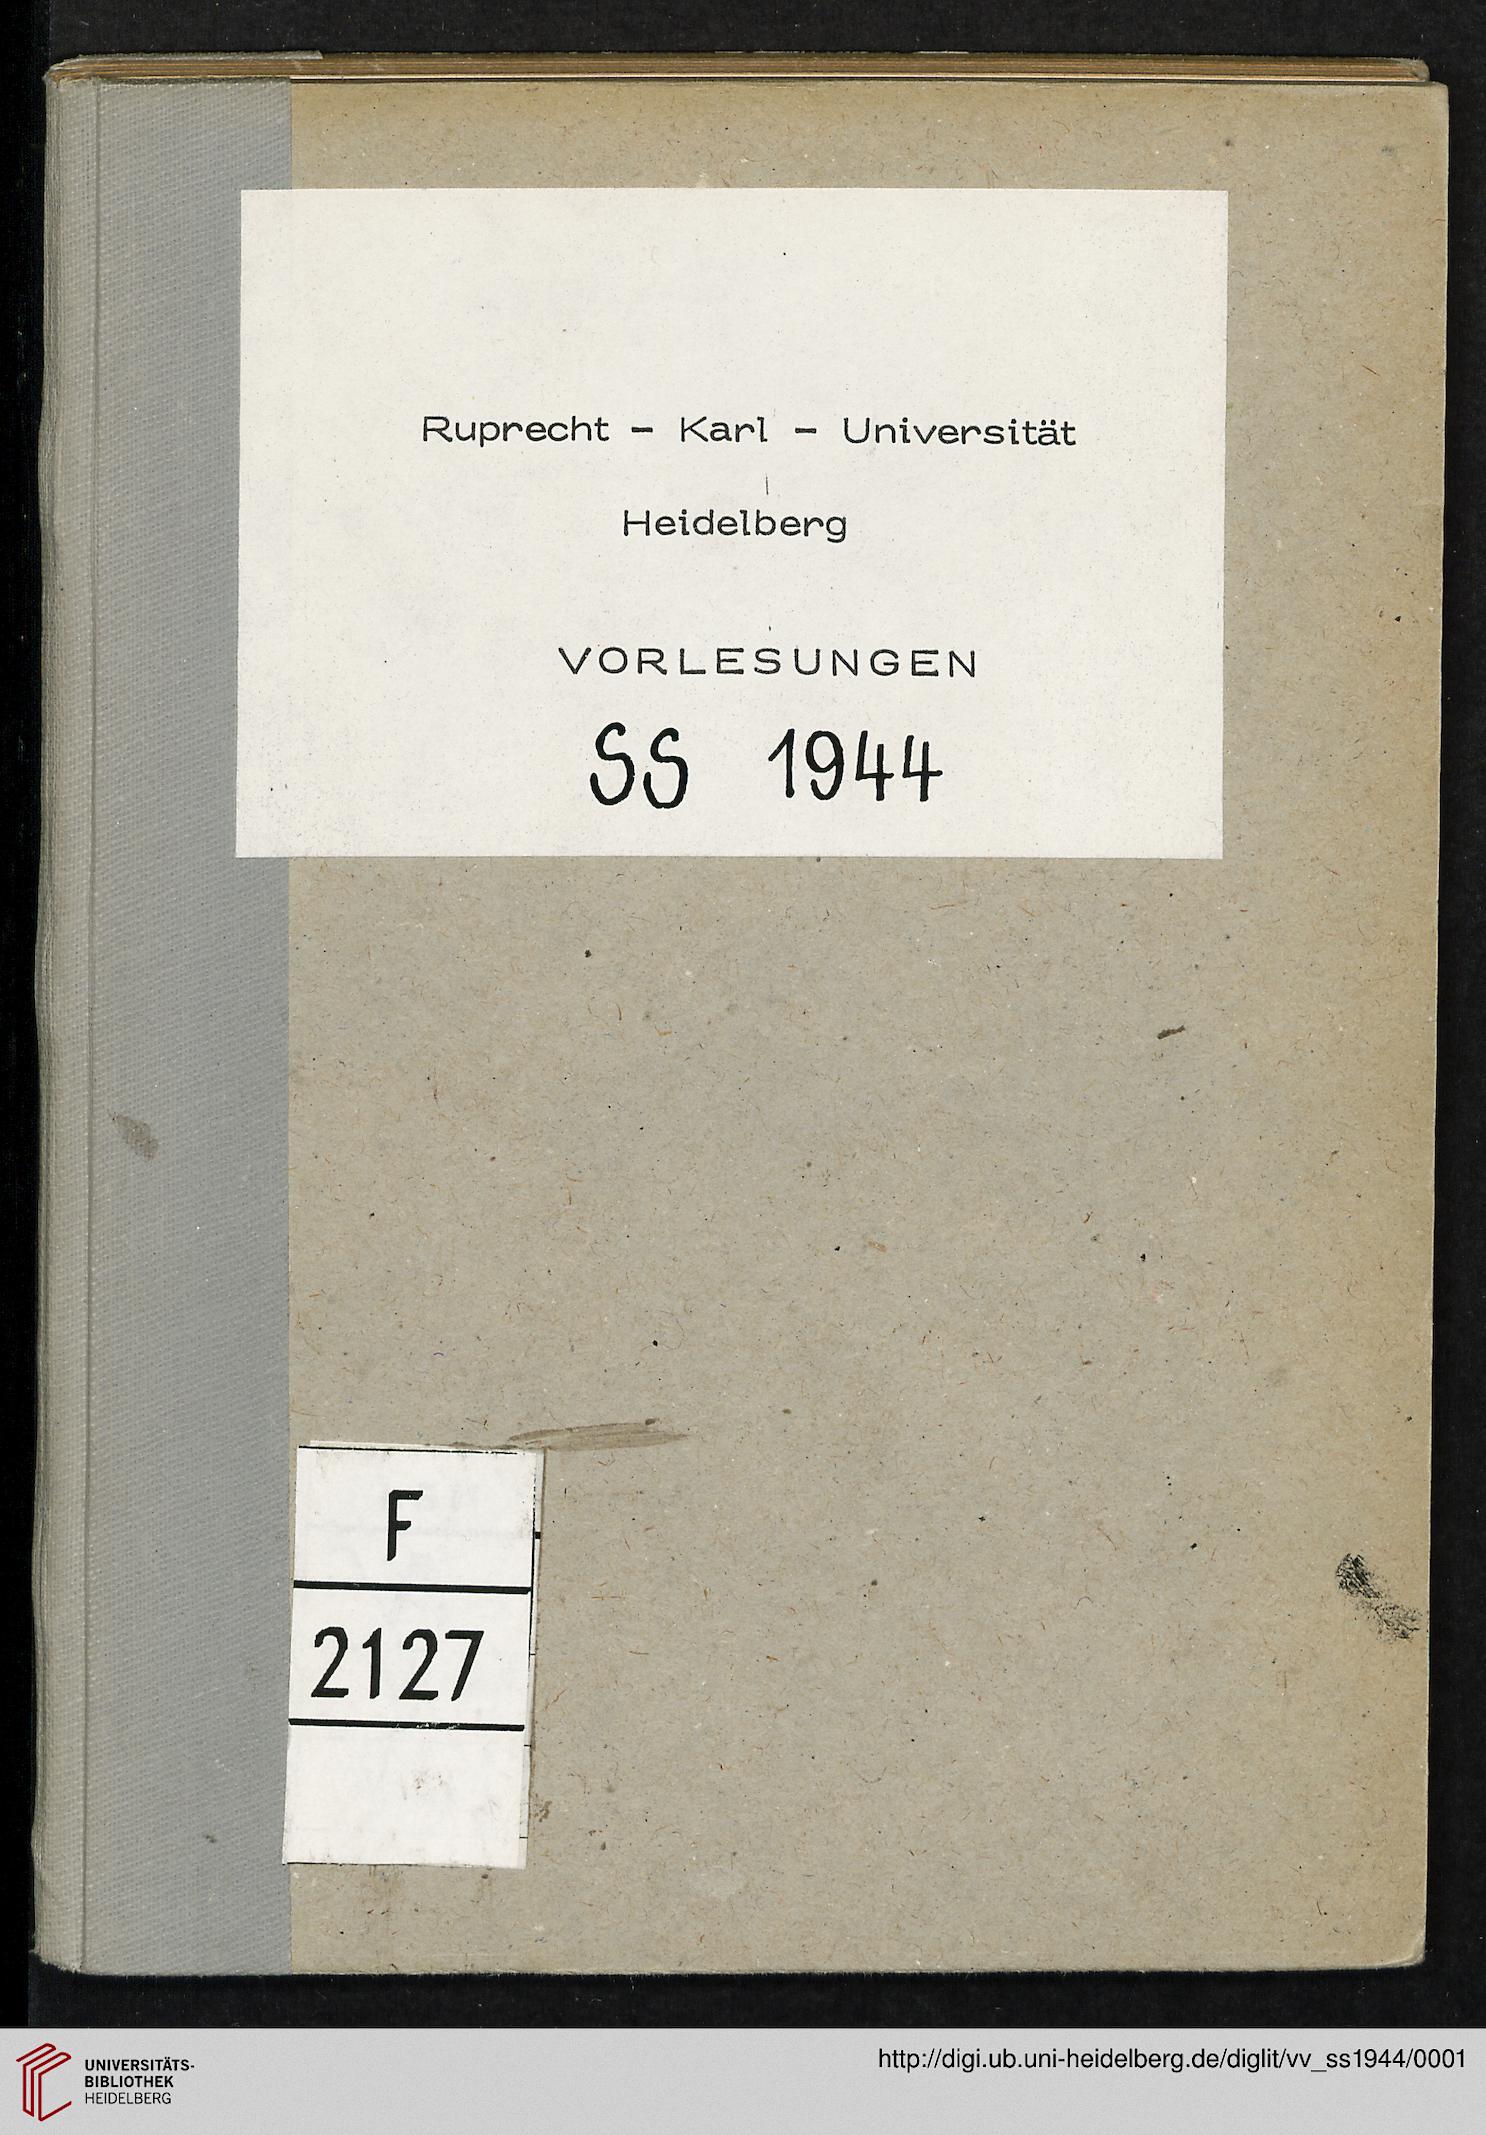 Ruprecht - Karl - Universität
Heidelberg
VORLESUNGEN
SS 1944
F
2127
UNIVERSITÄTS-
BIBLIOTHEK
HEIDELBERG
http://digi.ub.uni-heidelberg.de/diglit/vv_ss1944/0001